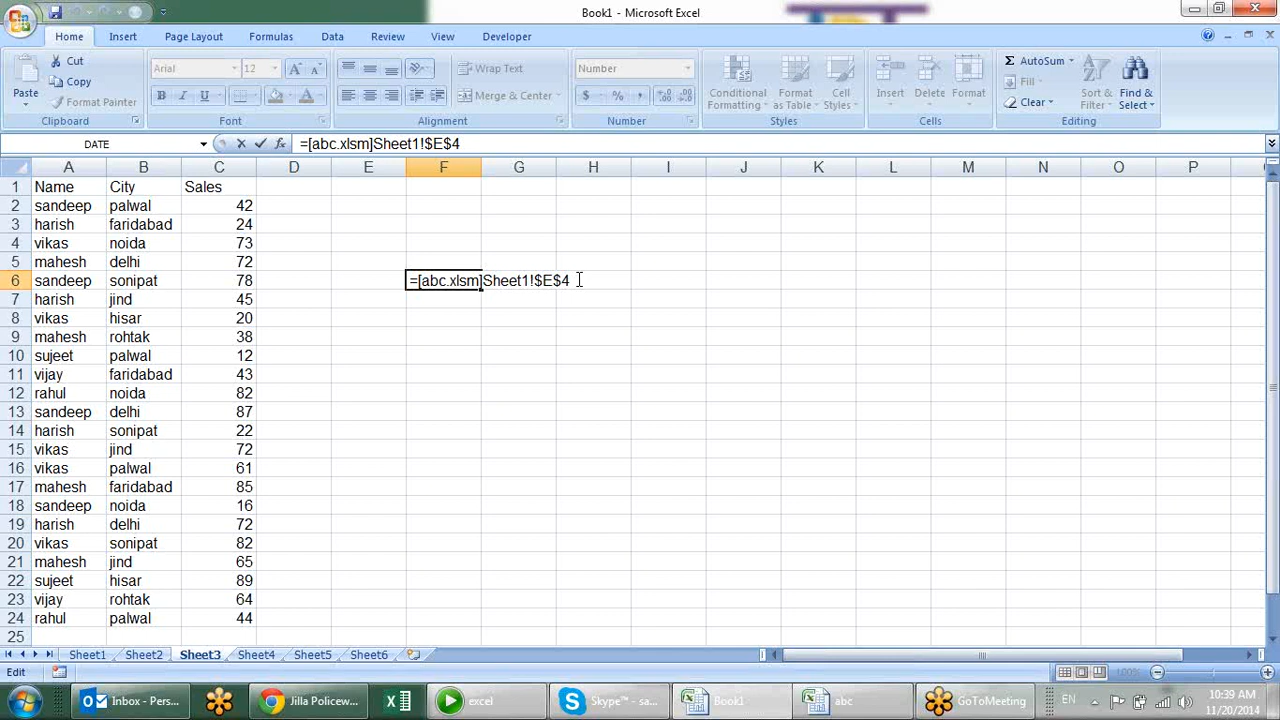 Book1 - Microsoft Excel
Home Insert Page Layout Formulas Data Review View Developer
Paste Cut Copy Format Painter Clipboard
Arial 12 B I U A Font
Wrap Text Merge & Center Alignment
Number $ % , Number
Conditional Formatting Format as Table Cell Styles Styles
Insert Delete Format Cells
Σ AutoSum Fill Clear Sort & Filter Find & Select Editing
DATE fx =[abc.xlsm]Sheet1!$E$4
A B C D E F G H I J K L M N O P
1 Name City Sales
2 sandeep palwal 42
3 harish faridabad 24
4 vikas noida 73
5 mahesh delhi 72
6 sandeep sonipat 78 =[abc.xlsm]Sheet1!$E$4
7 harish jind 45
8 vikas hisar 20
9 mahesh rohtak 38
10 sujeet palwal 12
11 vijay faridabad 43
12 rahul noida 82
13 sandeep delhi 87
14 harish sonipat 22
15 vikas jind 72
16 vikas palwal 61
17 mahesh faridabad 85
18 sandeep noida 16
19 harish delhi 72
20 vikas sonipat 82
21 mahesh jind 65
22 sujeet hisar 89
23 vijay rohtak 64
24 rahul palwal 44
25
Sheet1 Sheet2 Sheet3 Sheet4 Sheet5 Sheet6
Edit 100%
Inbox - Pers... Jilla Policew... excel Skype™ - sa... Book1 abc GoToMeeting EN 10:39 AM
11/20/2014